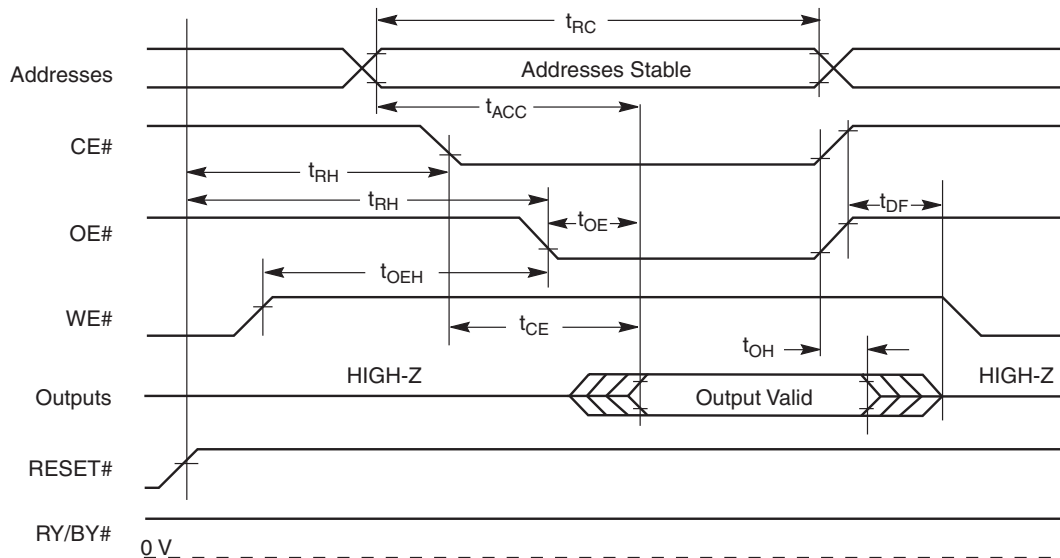 tRC
Addresses
Addresses Stable
tACC
CE#
tRH
tRH
tDF
OE#
tOE
tOEH
WE#
tCE
tOH
HIGH-Z
HIGH-Z
Outputs
Output Valid
RESET#
RY/BY#
0 V